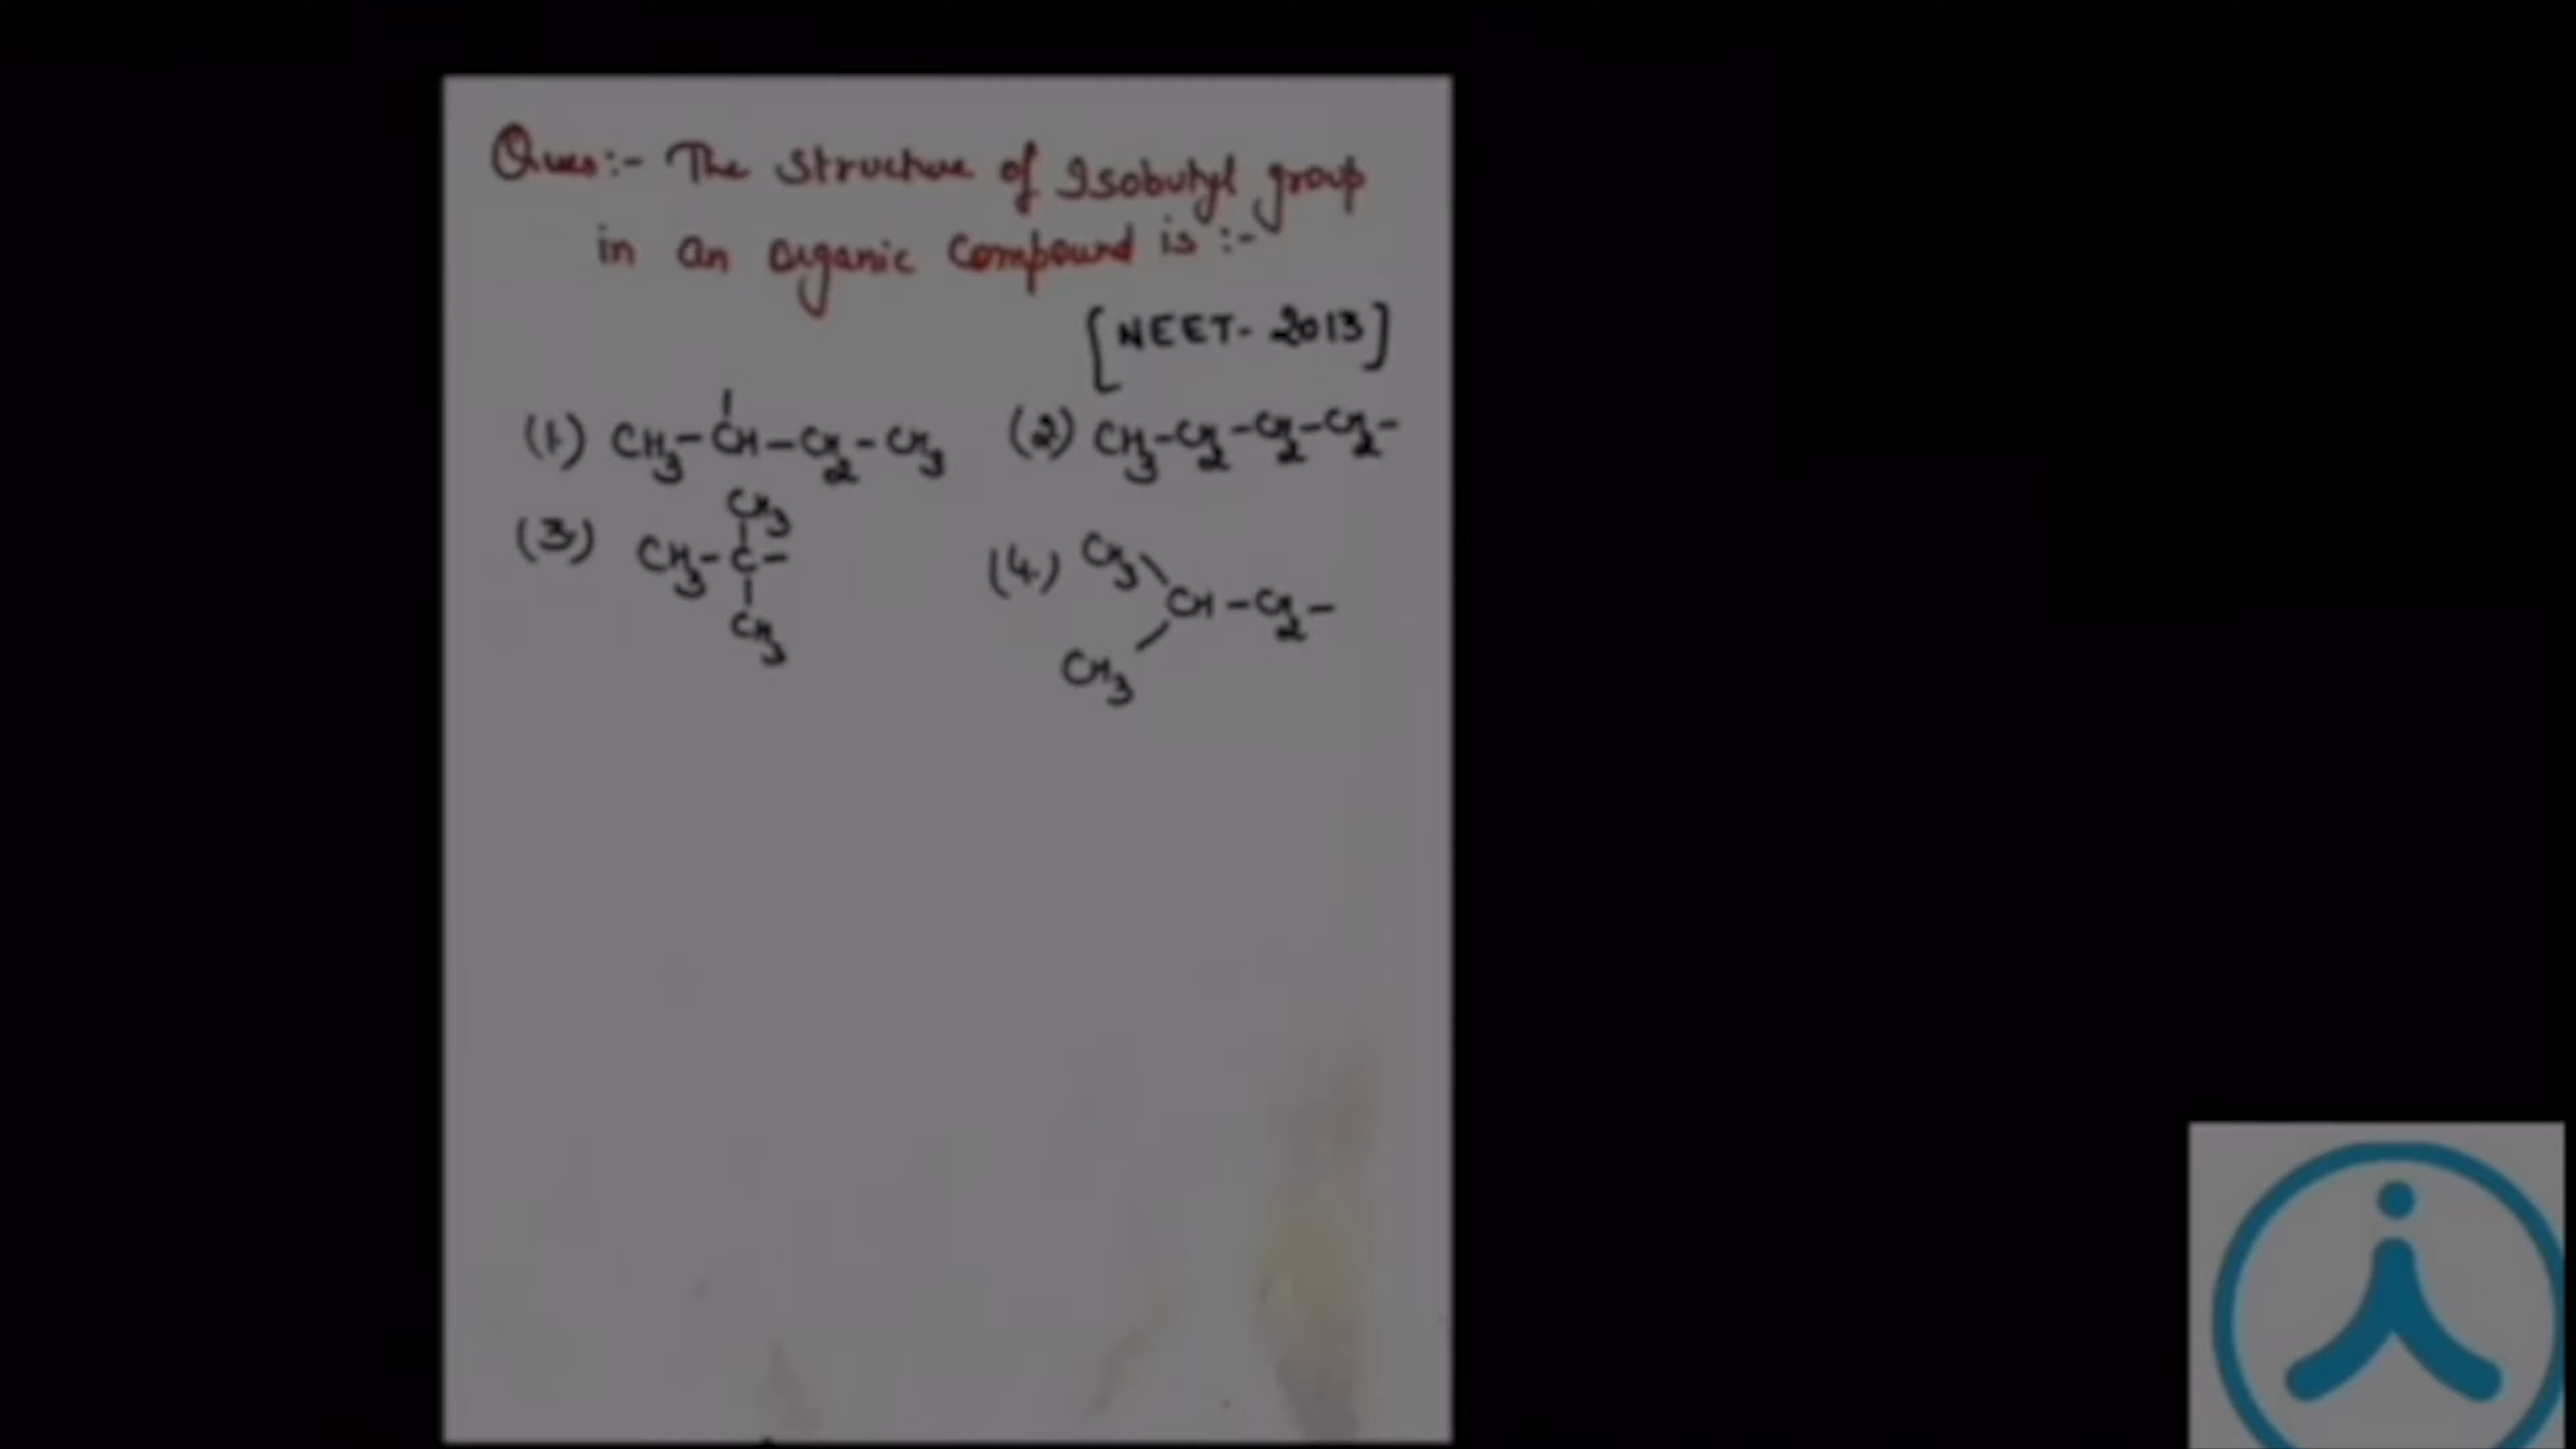 Ques:- The structure of Isobutyl group
in an organic compound is :-
[NEET- 2013]
(1) CH3-CH-CH2-CH3 (2) CH3-CH2-CH2-CH2-
CH3
(3) CH3-C-
CH3
(4) CH3
CH-CH2-
CH3